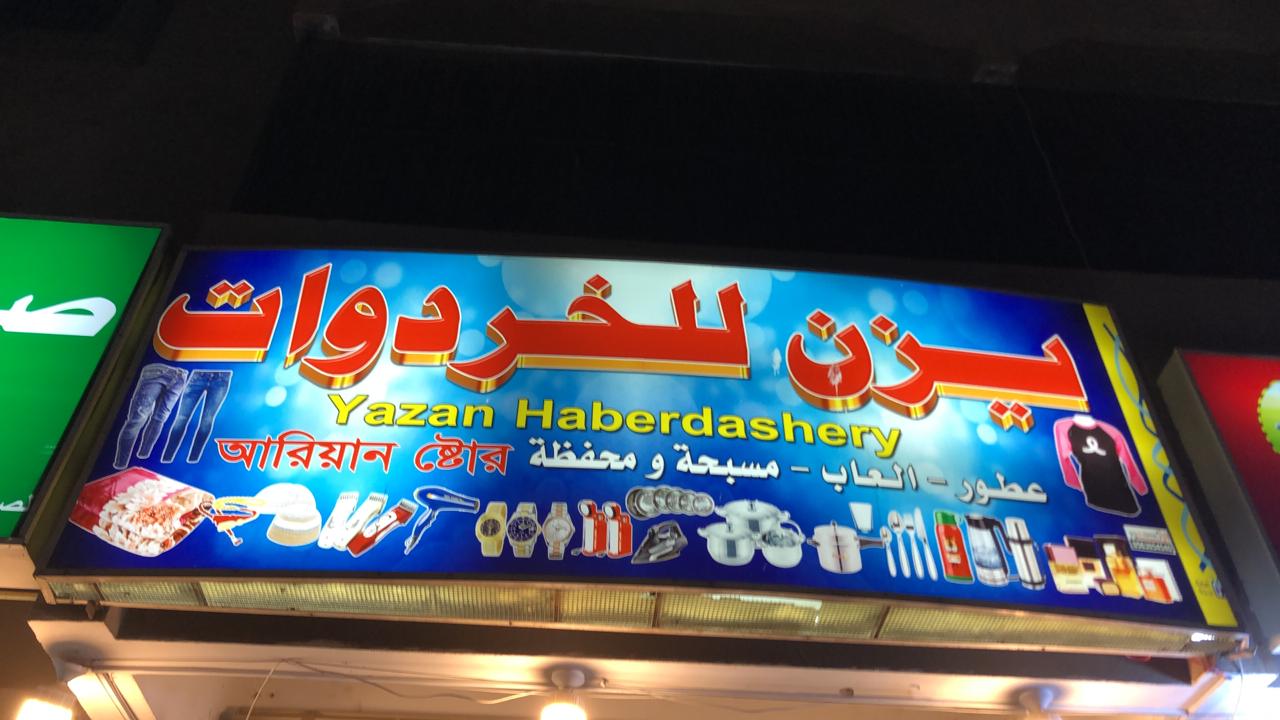 يزن للخردوات
Yazan Haberdashery
আরিয়ান ষ্টোর
عطور - العاب - مسبحة و محفظة